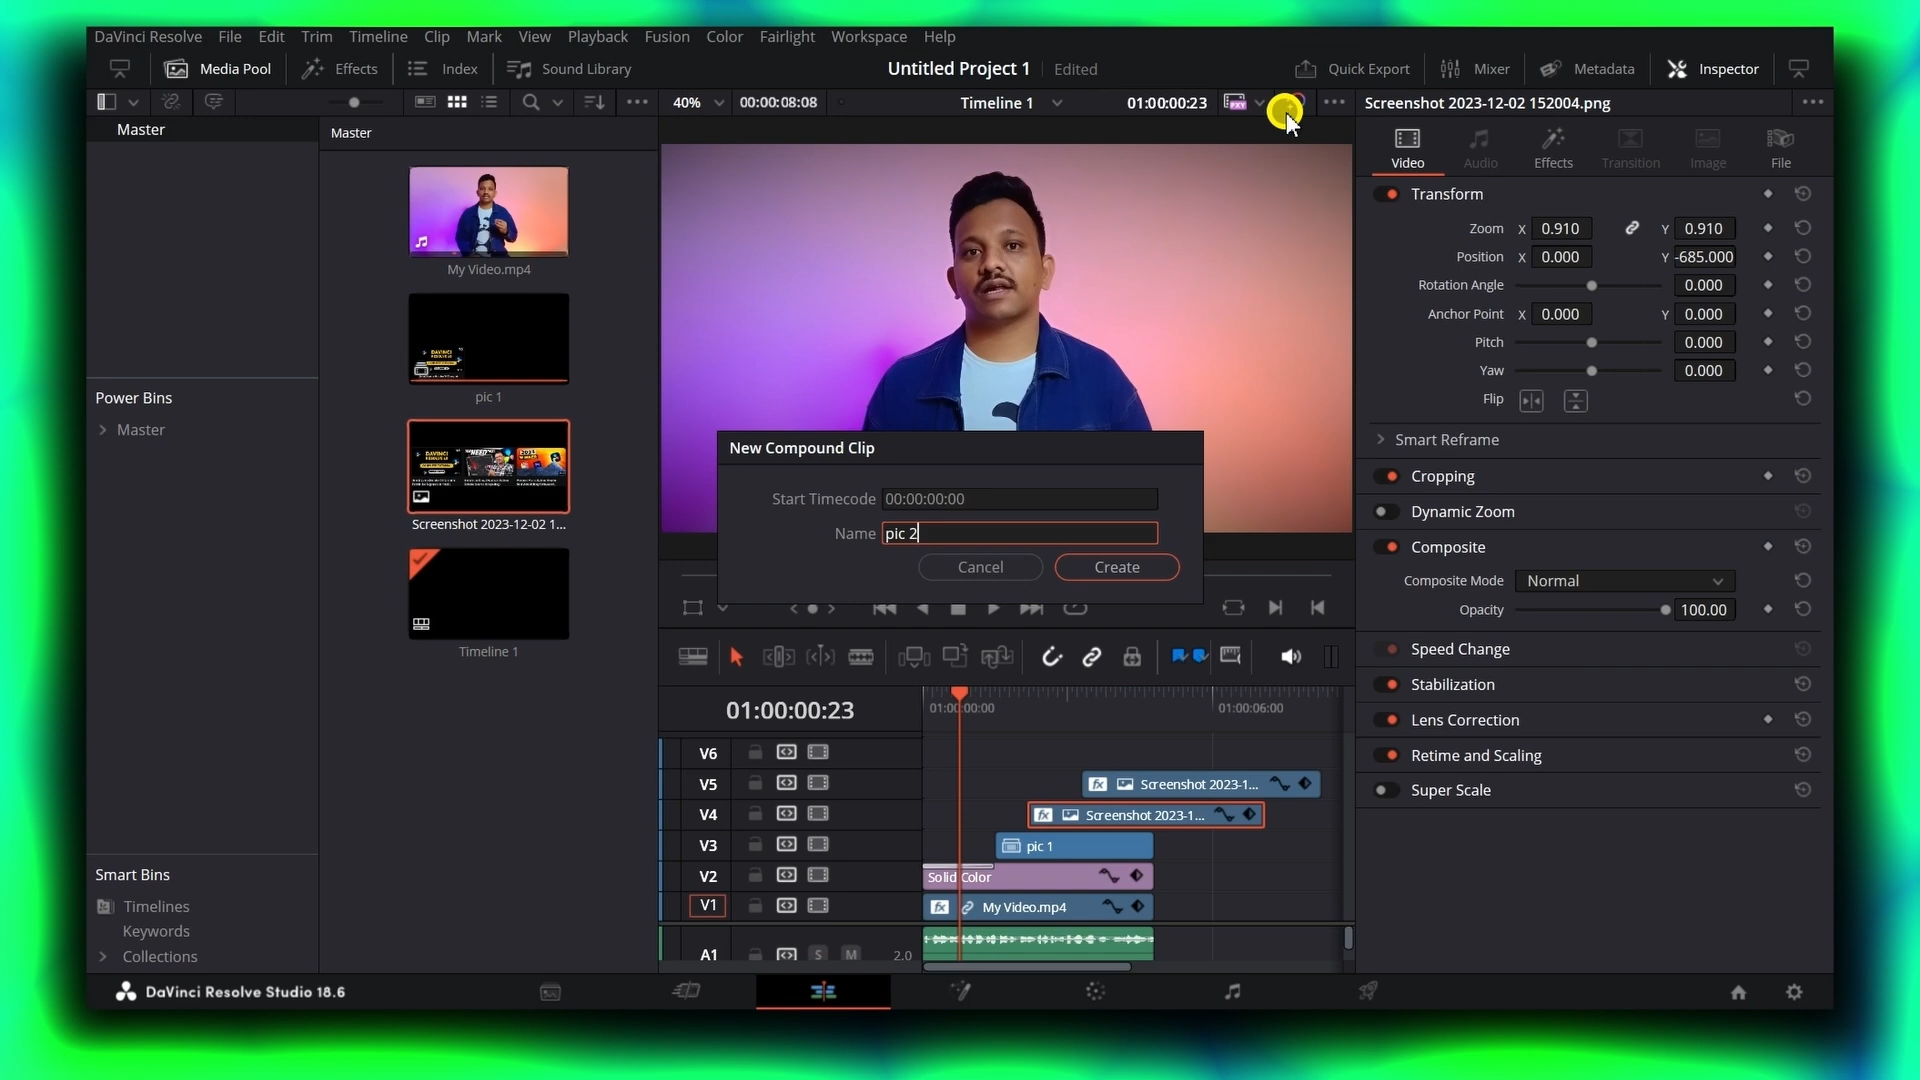 DaVinci Resolve File Edit Trim Timeline Clip Mark View Playback Fusion Color Fairlight Workspace Help
Media Pool Effects Index Sound Library Untitled Project 1 Edited Quick Export Mixer Metadata Inspector
40% 00:00:08:08 Timeline 1 01:00:00:23 Screenshot 2023-12-02 152004.png
Master
Master
My Video.mp4
pic 1
Screenshot 2023-12-02 1...
Timeline 1
Power Bins
Master
Smart Bins
Timelines
Keywords
Collections
Video Audio Effects Transition Image File
Transform
Zoom X 0.910 Y 0.910
Position X 0.000 Y -685.000
Rotation Angle 0.000
Anchor Point X 0.000 Y 0.000
Pitch 0.000
Yaw 0.000
Flip
Smart Reframe
Cropping
Dynamic Zoom
Composite
Composite Mode Normal
Opacity 100.00
Speed Change
Stabilization
Lens Correction
Retime and Scaling
Super Scale
New Compound Clip
Start Timecode 00:00:00:00
Name pic 2
Cancel Create
01:00:00:23 01:00:00:00 01:00:06:00
V6
V5 fx Screenshot 2023-1...
V4 fx Screenshot 2023-1...
V3 pic 1
V2 Solid Color
V1 fx My Video.mp4
A1 S M 2.0
DaVinci Resolve Studio 18.6